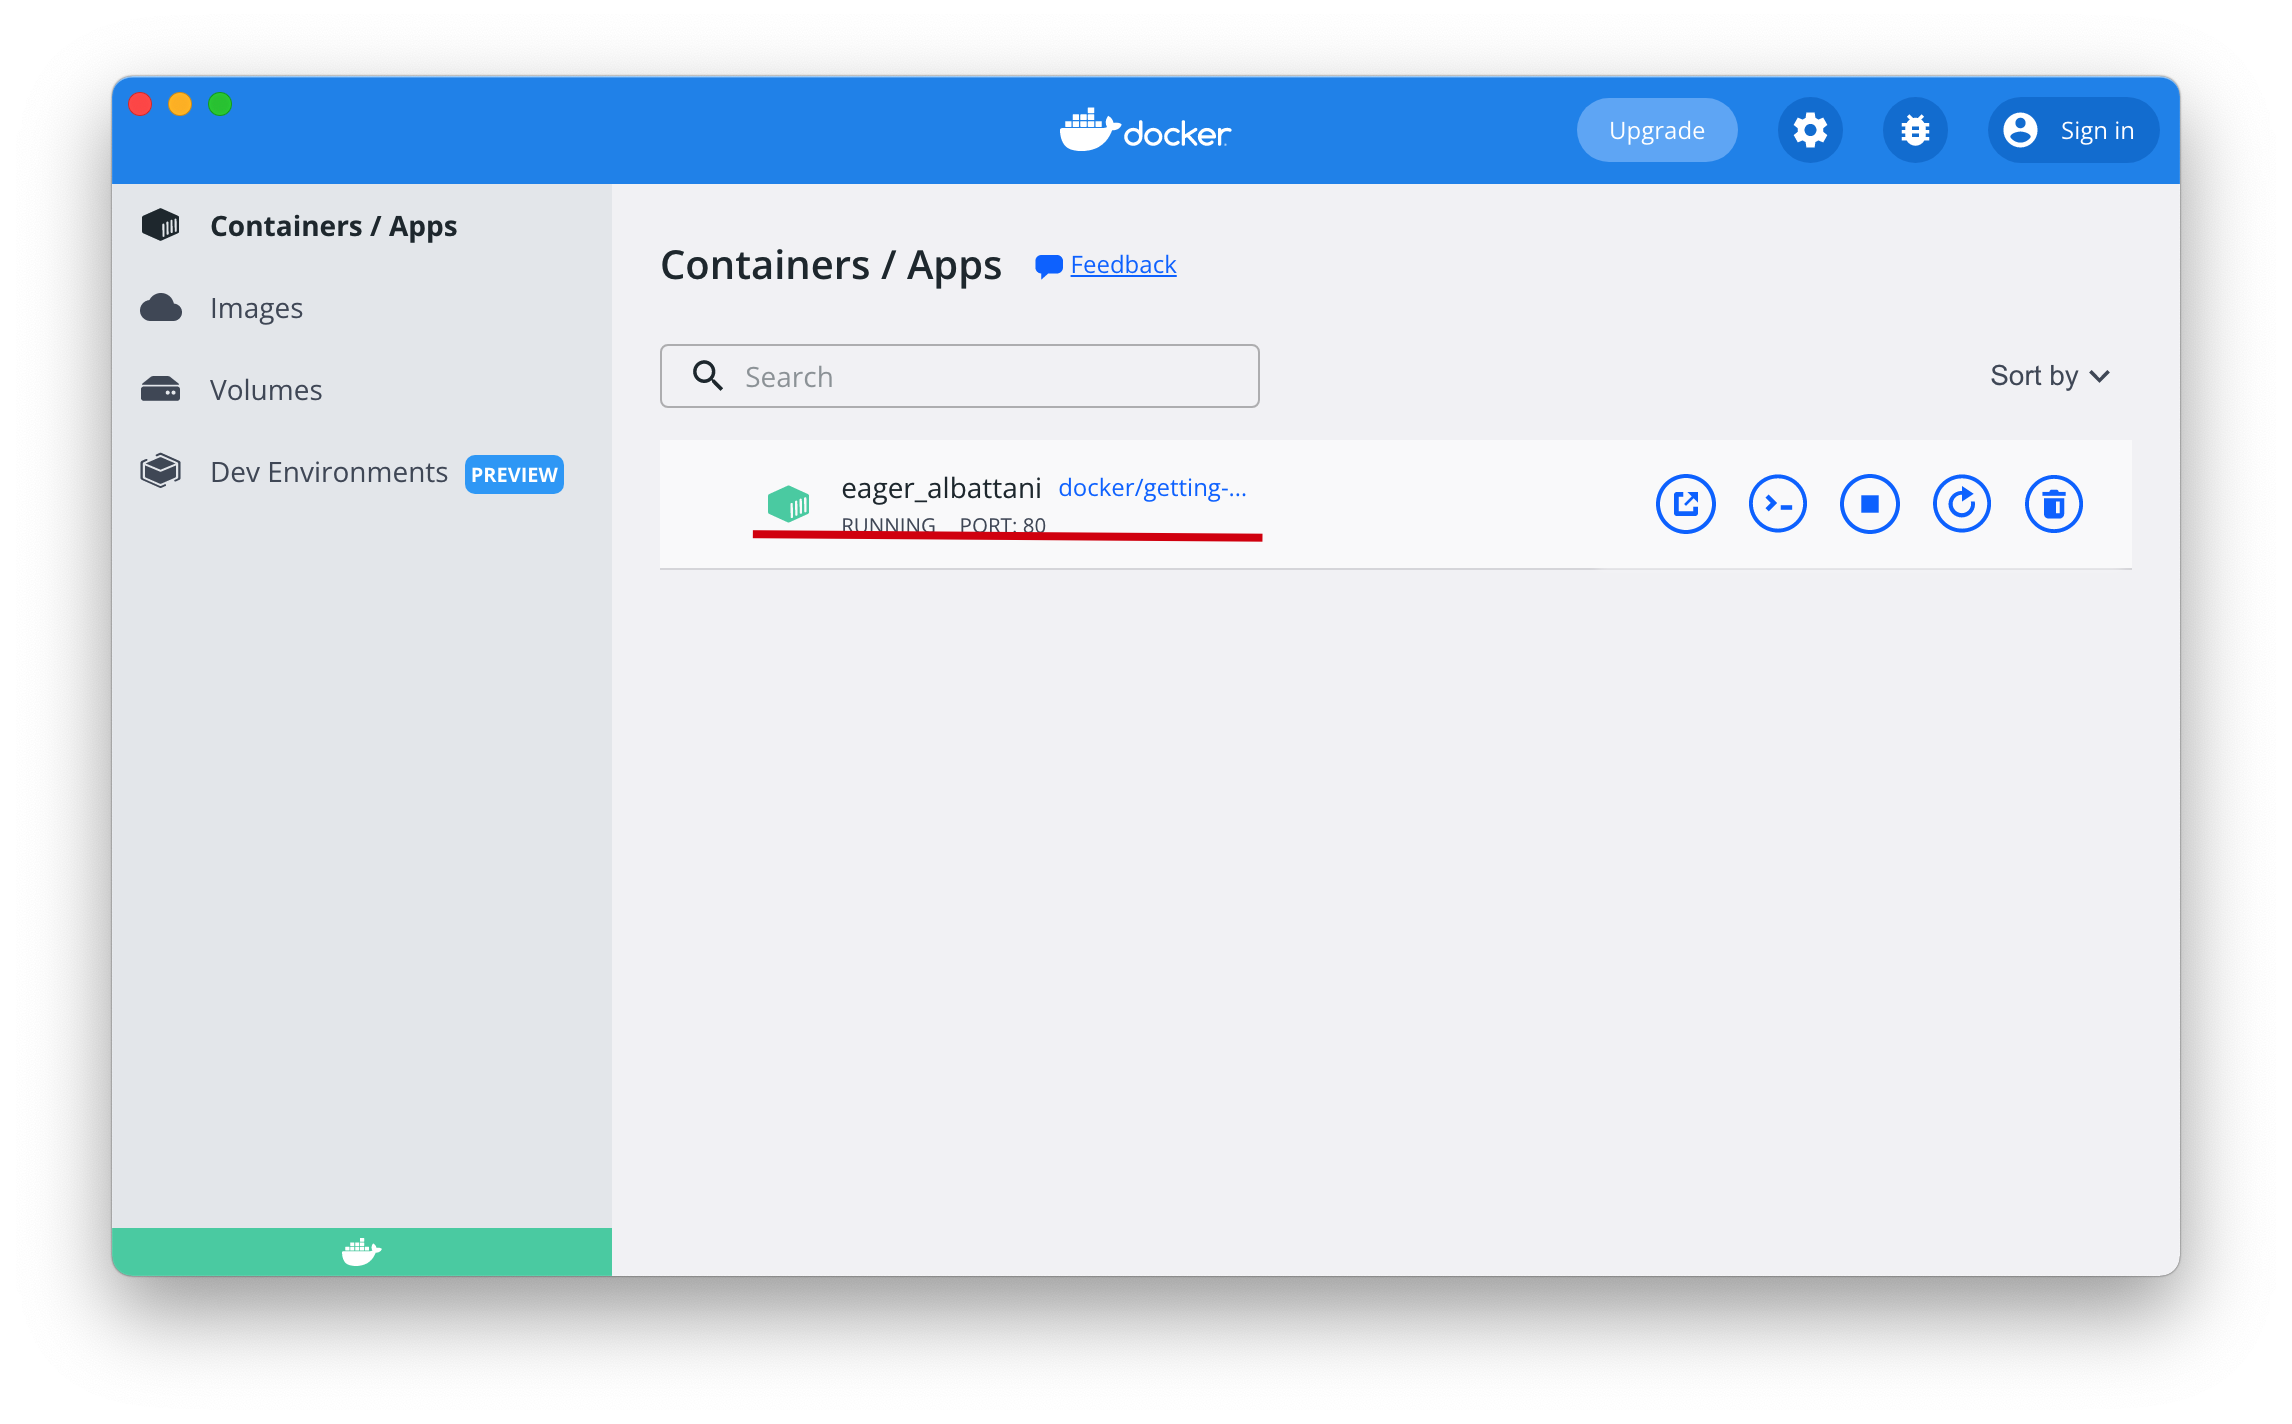 docker
Upgrade
Sign in
Containers / Apps
Images
Volumes
Dev Environments PREVIEW
Containers / Apps Feedback
Search
Sort by
eager_albattani docker/getting-...
RUNNING PORT: 80